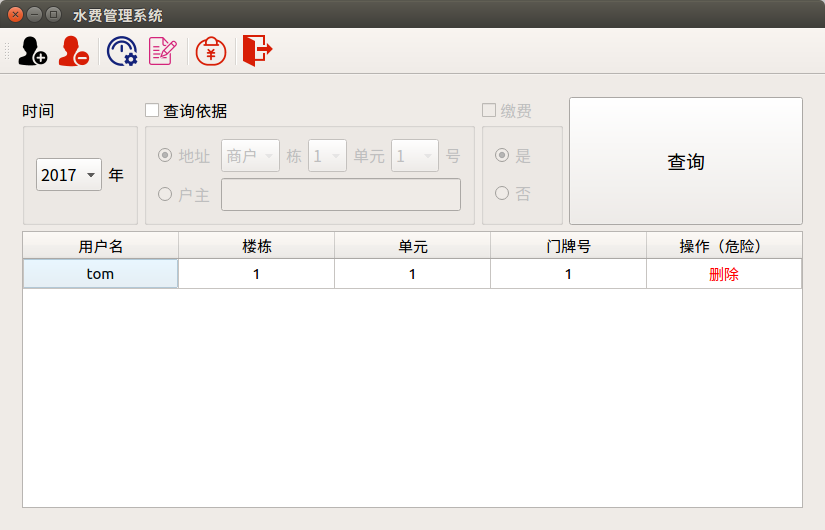 水费管理系统
时间
查询依据
缴费
2017 年
地址 商户 栋 1 单元 1 号
户主
是
否
查询
用户名 楼栋 单元 门牌号 操作（危险）
tom 1 1 1 删除